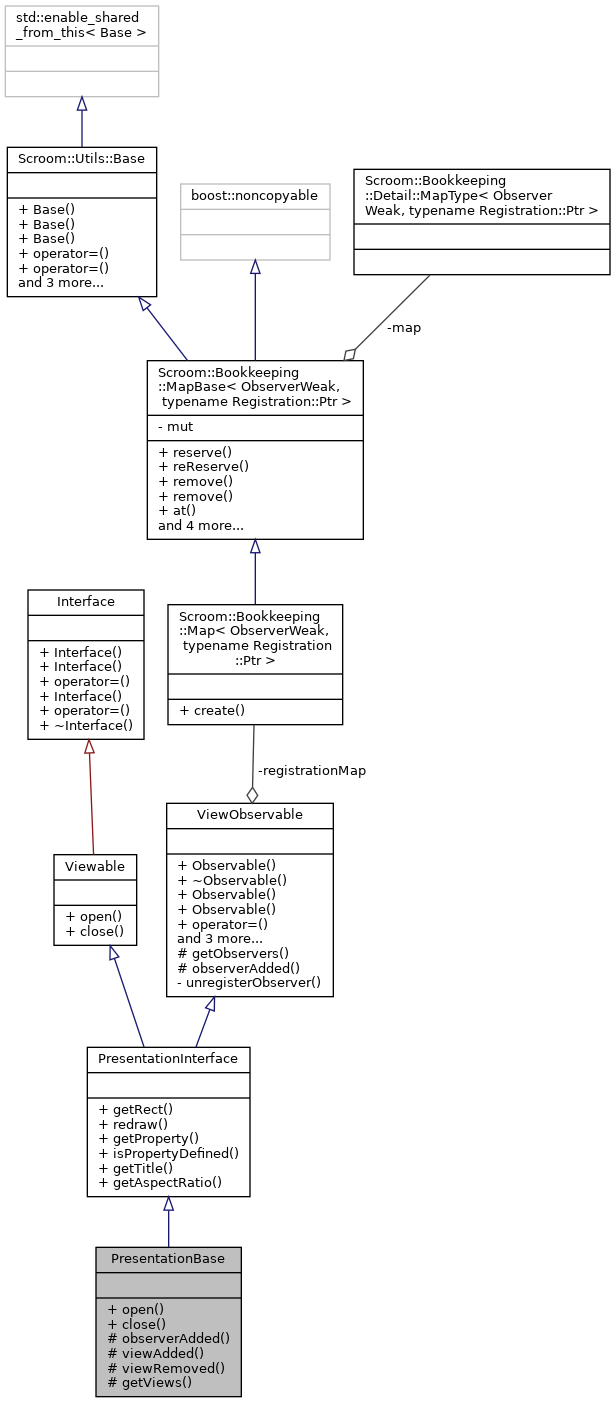 std::enable_shared
_from_this< Base >
Scroom::Utils::Base
+ Base()
+ Base()
+ Base()
+ operator=()
+ operator=()
and 3 more...
boost::noncopyable
Scroom::Bookkeeping
::Detail::MapType< Observer
Weak, typename Registration::Ptr >
-map
Scroom::Bookkeeping
::MapBase< ObserverWeak,
typename Registration::Ptr >
- mut
+ reserve()
+ reReserve()
+ remove()
+ remove()
+ at()
and 4 more...
Interface
+ Interface()
+ Interface()
+ operator=()
+ Interface()
+ operator=()
+ ~Interface()
Scroom::Bookkeeping
::Map< ObserverWeak,
typename Registration
::Ptr >
+ create()
-registrationMap
Viewable
+ open()
+ close()
ViewObservable
+ Observable()
+ ~Observable()
+ Observable()
+ Observable()
+ operator=()
and 3 more...
# getObservers()
# observerAdded()
- unregisterObserver()
PresentationInterface
+ getRect()
+ redraw()
+ getProperty()
+ isPropertyDefined()
+ getTitle()
+ getAspectRatio()
PresentationBase
+ open()
+ close()
# observerAdded()
# viewAdded()
# viewRemoved()
# getViews()